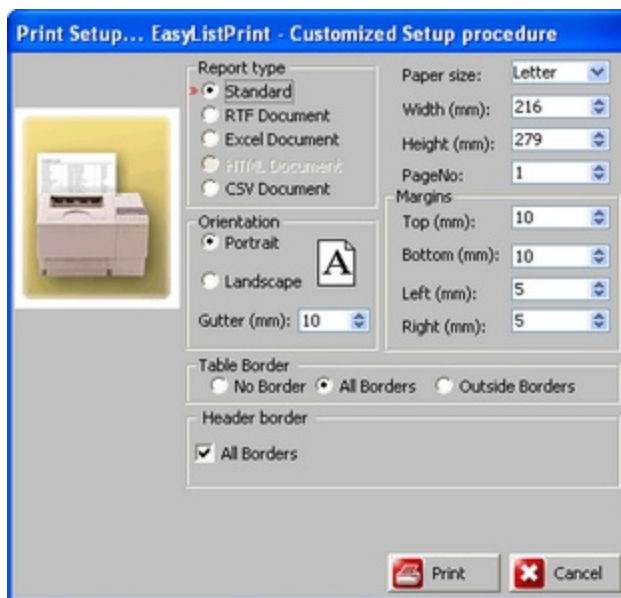 Print Setup... EasyListPrint - Customized Setup procedure
Report type
Standard
RTF Document
Excel Document
HTML Document
CSV Document
Orientation
Portrait
Landscape
A
Gutter (mm): 10
Paper size: Letter
Width (mm): 216
Height (mm): 279
PageNo: 1
Margins
Top (mm): 10
Bottom (mm): 10
Left (mm): 5
Right (mm): 5
Table Border
No Border All Borders Outside Borders
Header border
All Borders
Print Cancel